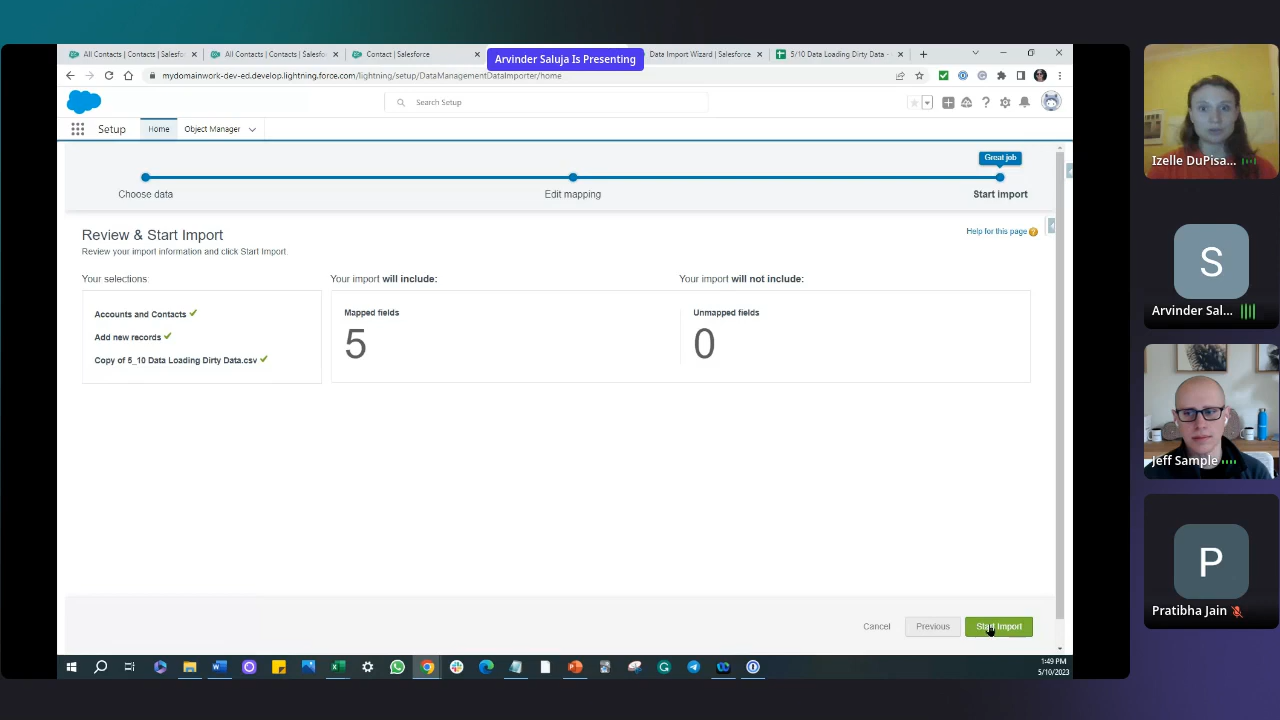 All Contacts | Contacts | Salesfo
All Contacts | Contacts | Salesfo
Contact | Salesforce
Arvinder Saluja Is Presenting
Data Import Wizard | Salesforce
5/10 Data Loading Dirty Data -
mydomainwork-dev-ed.develop.lightning.force.com/lightning/setup/DataManagementDataImporter/home
Search Setup
Setup
Home
Object Manager
Great job
Choose data
Edit mapping
Start import
Review & Start Import
Help for this page
Review your import information and click Start Import.
Your selections:
Your import will include:
Your import will not include:
Accounts and Contacts
Add new records
Copy of 5_10 Data Loading Dirty Data.csv
Mapped fields
5
Unmapped fields
0
Cancel
Previous
Start Import
1:49 PM
5/10/2023
Izelle DuPisa...
S
Arvinder Sal...
Jeff Sample
P
Pratibha Jain